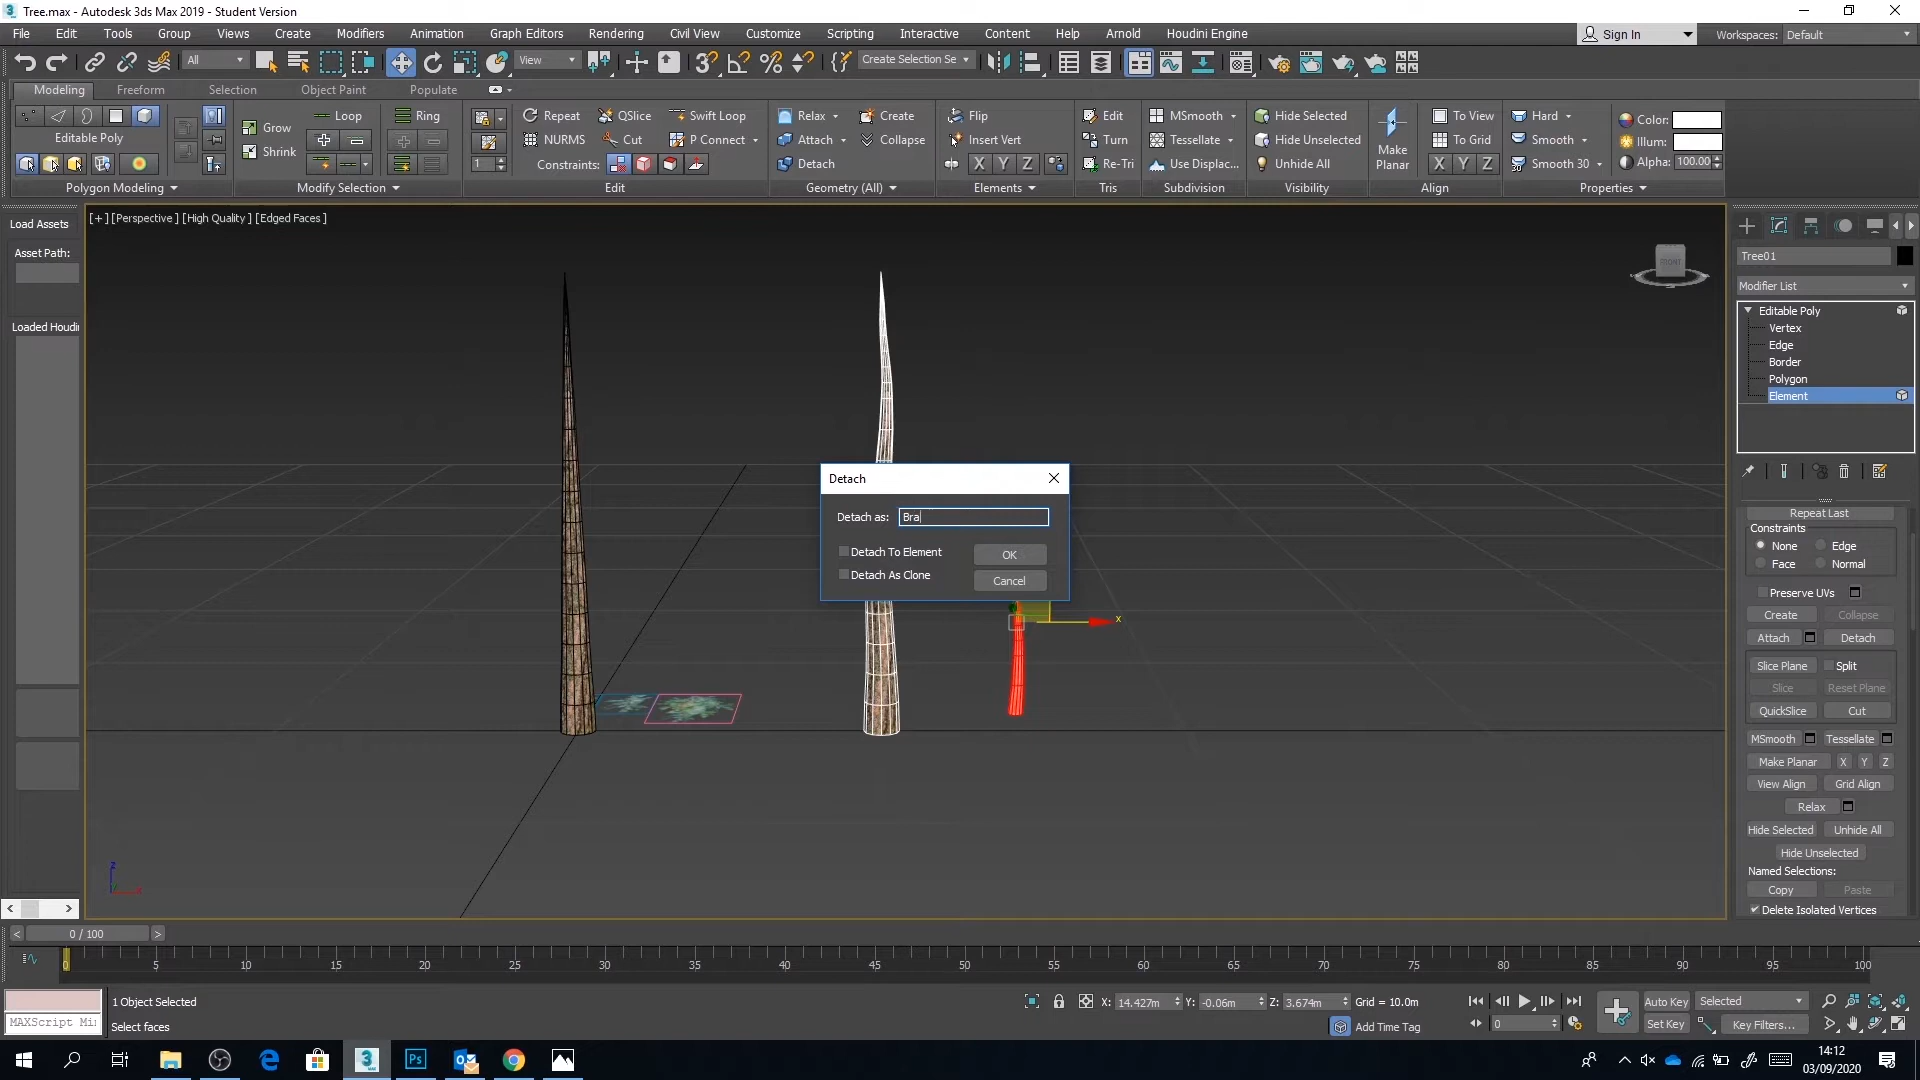 Tree.max - Autodesk 3ds Max 2019 - Student Version
File Edit Tools Group Views Create Modifiers Animation Graph Editors Rendering Civil View Customize Scripting Interactive Content Help Arnold Houdini Engine Sign In Workspaces: Default
All View Create Selection Se
Modeling Freeform Selection Object Paint Populate
Grow Loop Ring Repeat QSlice Swift Loop Relax Create Flip Edit MSmooth Hide Selected To View Hard Color:
Editable Poly NURMS Cut P Connect Attach Collapse Insert Vert Turn Tessellate Hide Unselected Make Planar To Grid Smooth Illum:
Shrink 1 Constraints: Detach X Y Z Re-Tri Use Displac... Unhide All X Y Z Smooth 30 Alpha: 100.00
Polygon Modeling Modify Selection Edit Geometry (All) Elements Tris Subdivision Visibility Align Properties
Load Assets
Asset Path:
Loaded Houdi
[+] [Perspective] [High Quality] [Edged Faces]
Detach
Detach as: Bra
Detach To Element OK
Detach As Clone Cancel
x
z
Tree01
Modifier List
Editable Poly
Vertex
Edge
Border
Polygon
Element
Repeat Last
Constraints
None Edge
Face Normal
Preserve UVs
Create Collapse
Attach Detach
Slice Plane Split
Slice Reset Plane
QuickSlice Cut
MSmooth Tessellate
Make Planar X Y Z
View Align Grid Align
Relax
Hide Selected Unhide All
Hide Unselected
Named Selections:
Copy Paste
Delete Isolated Vertices
< 0 / 100 >
0 5 10 15 20 25 30 35 40 45 50 55 60 65 70 75 80 85 90 95 100
1 Object Selected X: 14.427m Y: -0.06m Z: 3.674m Grid = 10.0m Auto Key Selected
MAXScript Mi Select faces Add Time Tag 0 Set Key Key Filters...
3 Ps
14:12
03/09/2020